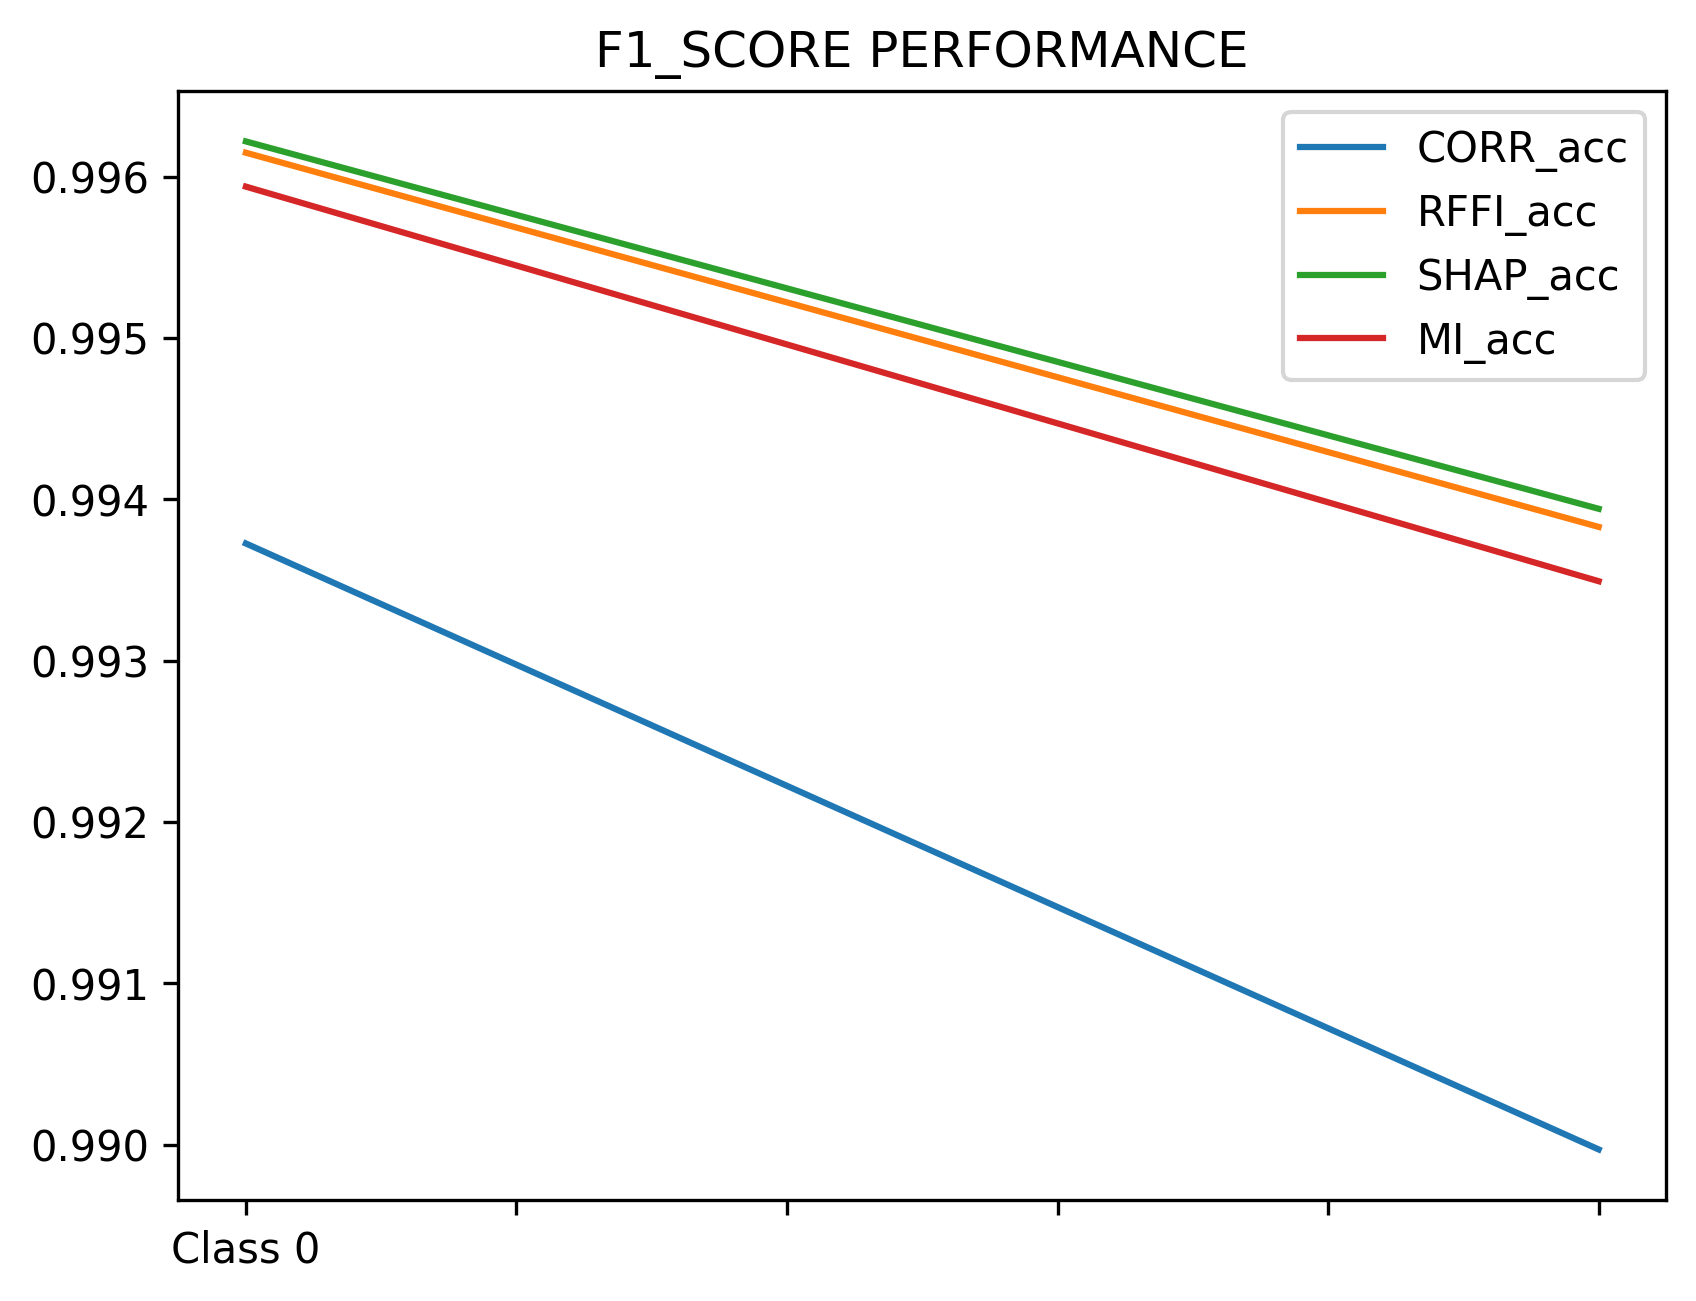 F1_SCORE PERFORMANCE
CORR_acc
RFFI_acc
SHAP_acc
MI_acc
0.996
0.995
0.994
0.993
0.992
0.991
0.990
Class 0